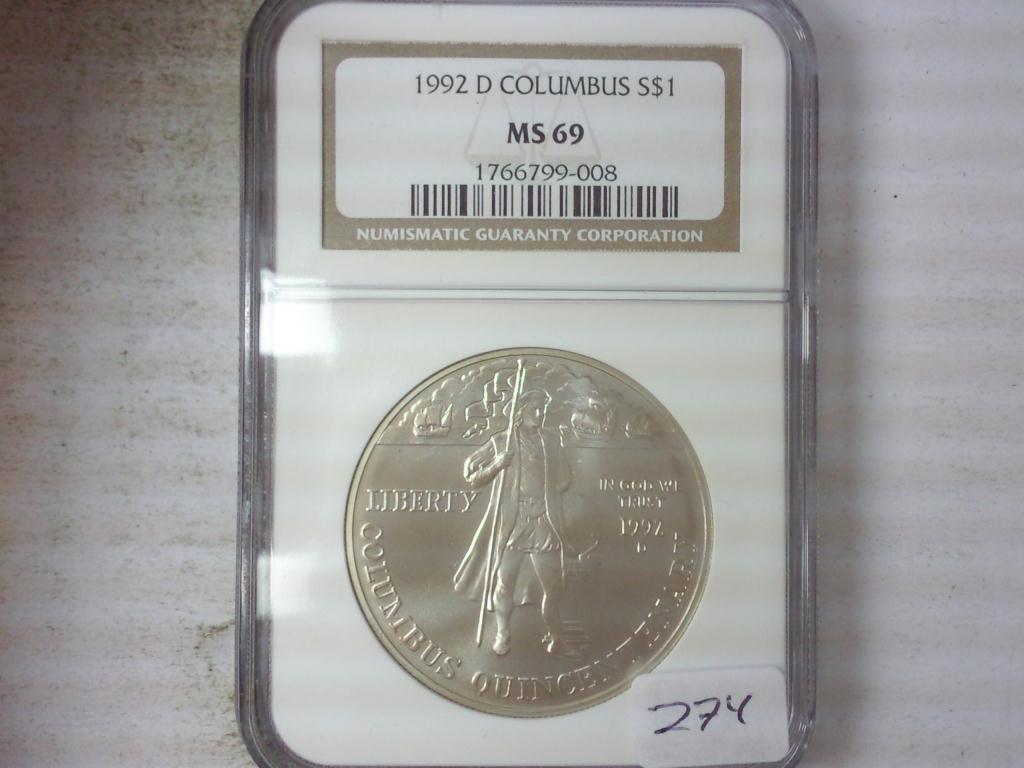 1992 D COLUMBUS S$1
MS 69
1766799-008
NUMISMATIC GUARANTY CORPORATION
LIBERTY
IN GOD WE
TRUST
1992
D
COLUMBUS QUINCENTENARY
274